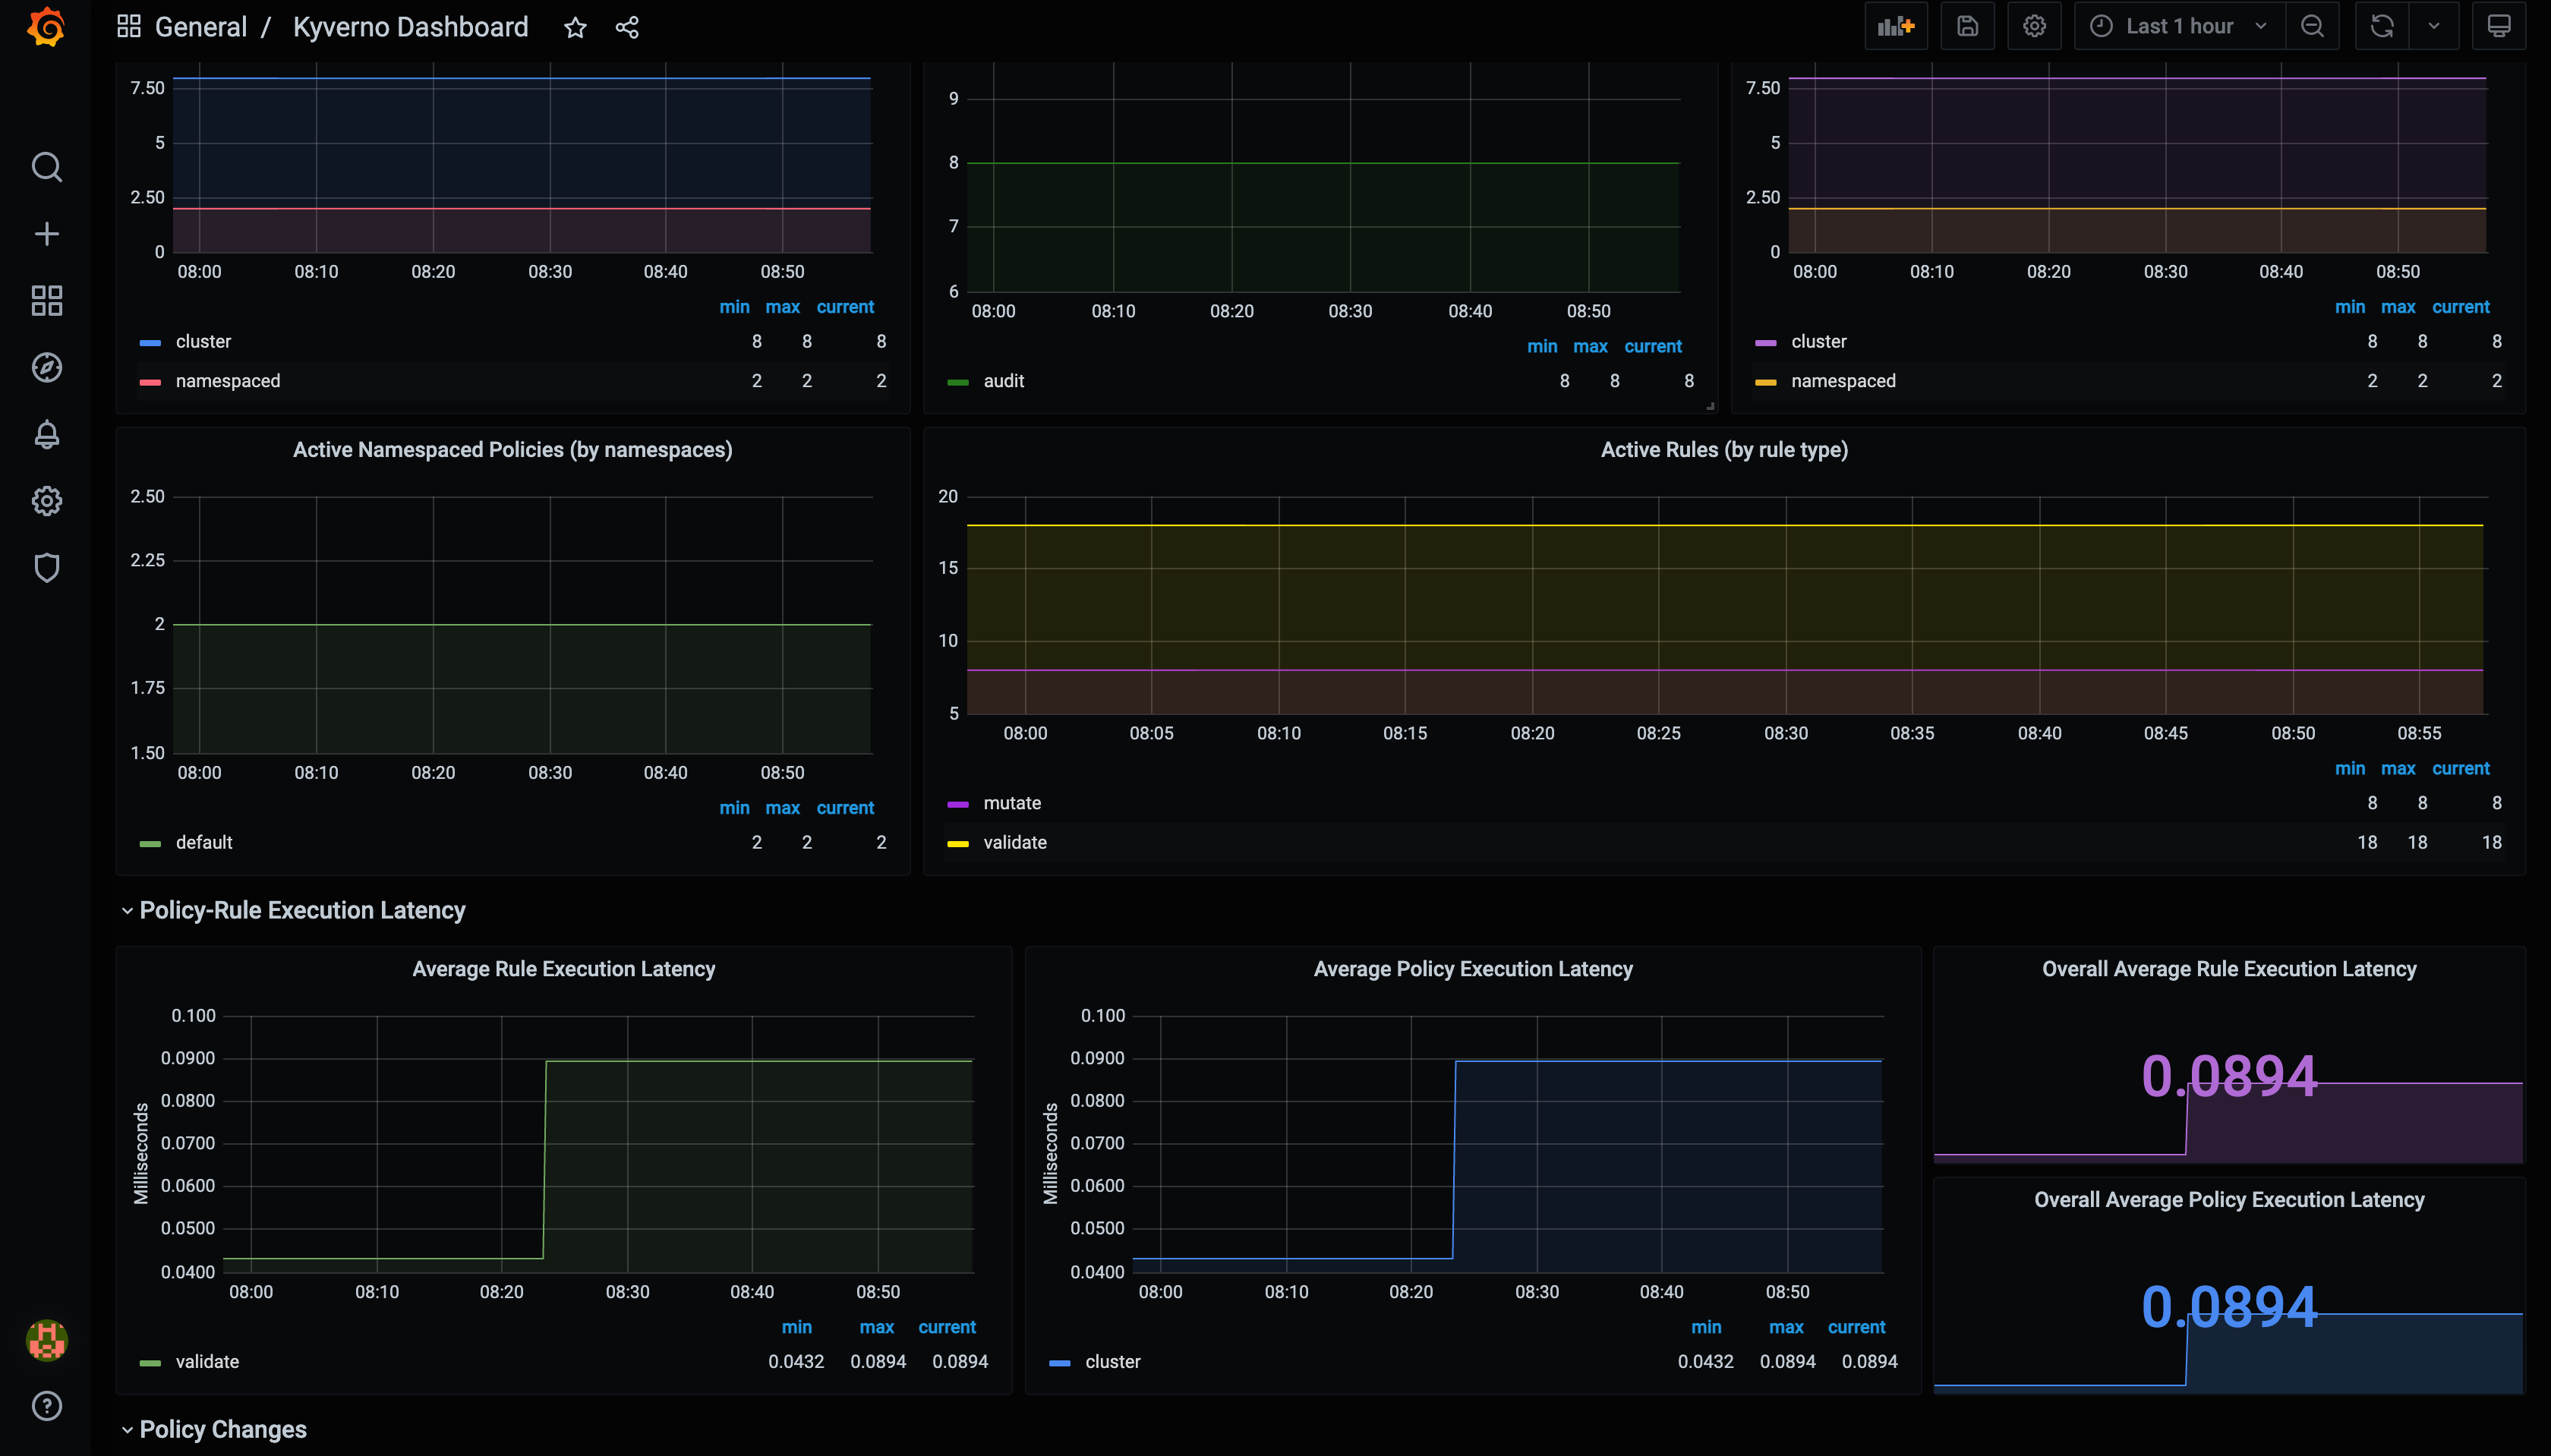 General / Kyverno Dashboard
Last 1 hour
7.50
5
2.50
0
08:00 08:10 08:20 08:30 08:40 08:50
min max current
cluster 8 8 8
namespaced 2 2 2
9
8
7
6
08:00 08:10 08:20 08:30 08:40 08:50
min max current
audit 8 8 8
7.50
5
2.50
0
08:00 08:10 08:20 08:30 08:40 08:50
min max current
cluster 8 8 8
namespaced 2 2 2
Active Namespaced Policies (by namespaces)
2.50
2.25
2
1.75
1.50
08:00 08:10 08:20 08:30 08:40 08:50
min max current
default 2 2 2
Active Rules (by rule type)
20
15
10
5
08:00 08:05 08:10 08:15 08:20 08:25 08:30 08:35 08:40 08:45 08:50 08:55
min max current
mutate 8 8 8
validate 18 18 18
Policy-Rule Execution Latency
Average Rule Execution Latency
Milliseconds
0.100
0.0900
0.0800
0.0700
0.0600
0.0500
0.0400
08:00 08:10 08:20 08:30 08:40 08:50
min max current
validate 0.0432 0.0894 0.0894
Average Policy Execution Latency
Milliseconds
0.100
0.0900
0.0800
0.0700
0.0600
0.0500
0.0400
08:00 08:10 08:20 08:30 08:40 08:50
min max current
cluster 0.0432 0.0894 0.0894
Overall Average Rule Execution Latency
0.0894
Overall Average Policy Execution Latency
0.0894
Policy Changes